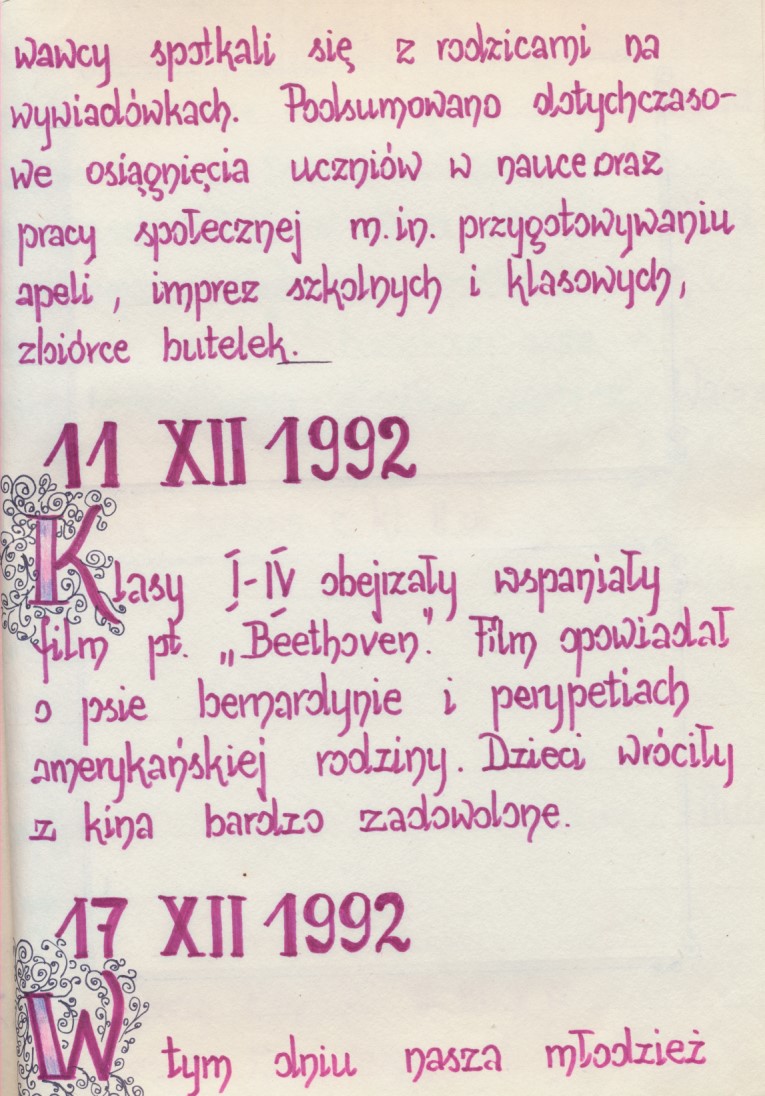 wawcy spotkali się z rodzicami na
wywiadówkach. Podsumowano dotychczaso-
we osiągnięcia uczniów w nauce oraz
pracy społecznej m.in. przygotowywaniu
apeli, imprez szkolnych i klasowych,
zbiórce butelek.
11 XII 1992
Klasy I-IV obejrzały wspaniały
film pt. „Beethoven". Film opowiadał
o psie bernardynie i perypetiach
amerykańskiej rodziny. Dzieci wróciły
z kina bardzo zadowolone.
17 XII 1992
W tym dniu nasza młodzież